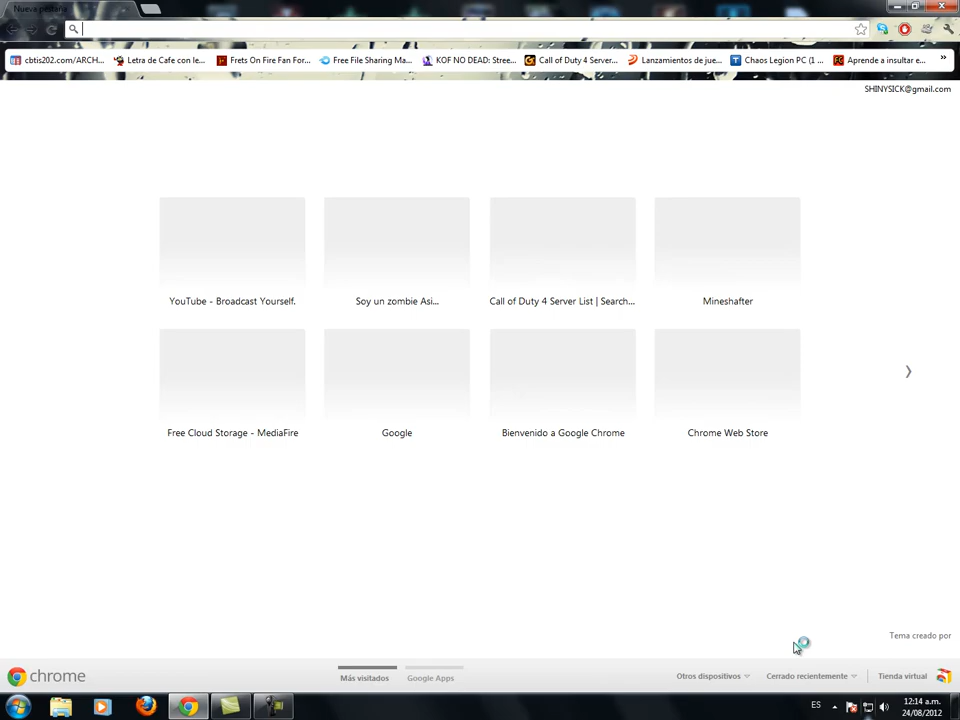 Nueva pestaña
cbtis202.com/ARCH... Letra de Cafe con le... Frets On Fire Fan For... Free File Sharing Ma... KOF NO DEAD: Stree... Call of Duty 4 Server... Lanzamientos de jue... Chaos Legion PC (1 ... Aprende a insultar e... »
SHINYSICK@gmail.com
YouTube - Broadcast Yourself. Soy un zombie Asi... Call of Duty 4 Server List | Search... Mineshafter
Free Cloud Storage - MediaFire Google Bienvenido a Google Chrome Chrome Web Store
Tema creado por
chrome Más visitados Google Apps Otros dispositivos Cerrado recientemente Tienda virtual
ES 12:14 a.m.
24/08/2012